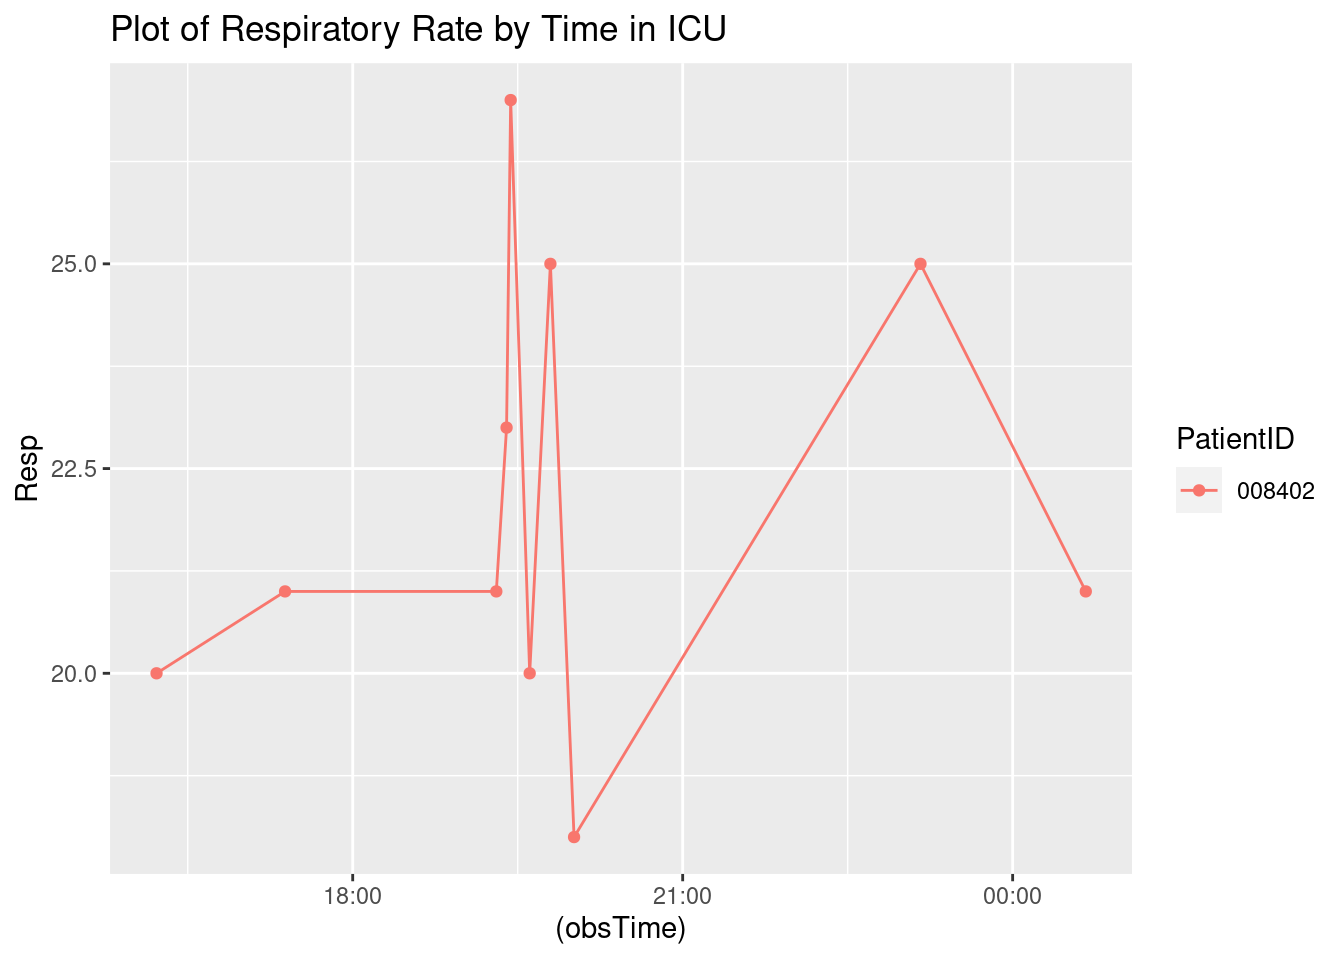 Plot of Respiratory Rate by Time in ICU
25.0
22.5
20.0
Resp
18:00
21:00
00:00
(obsTime)
PatientID
008402